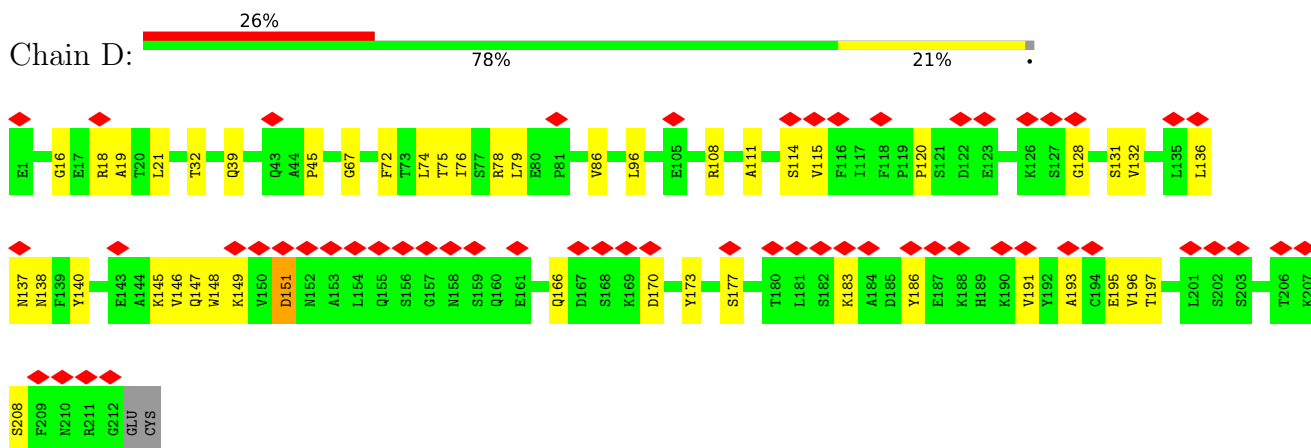 26%
Chain D:
78% 21% •
E1 G16 E17 R18 A19 T20 L21 T32 Q39 Q43 A44 P45 G67 F72 T73 L74 T75 I76 S77 R78 L79 E80 P81 V86 L96 E105 R108 A111 S114 V115 F116 I117 F118 P119 P120 S121 D122 E123 K126 S127 G128 S131 V132 L135 L136
N137 N138 F139 Y140 E143 A144 K145 V146 Q147 W148 K149 V150 D151 N152 A153 L154 Q155 S156 G157 N158 S159 Q160 E161 Q166 D167 S168 K169 D170 Y173 S177 T180 L181 S182 K183 A184 D185 Y186 E187 K188 H189 K190 V191 Y192 A193 C194 E195 V196 T197 L201 S202 S203 T206 K207
S208 F209 N210 R211 G212 GLU CYS